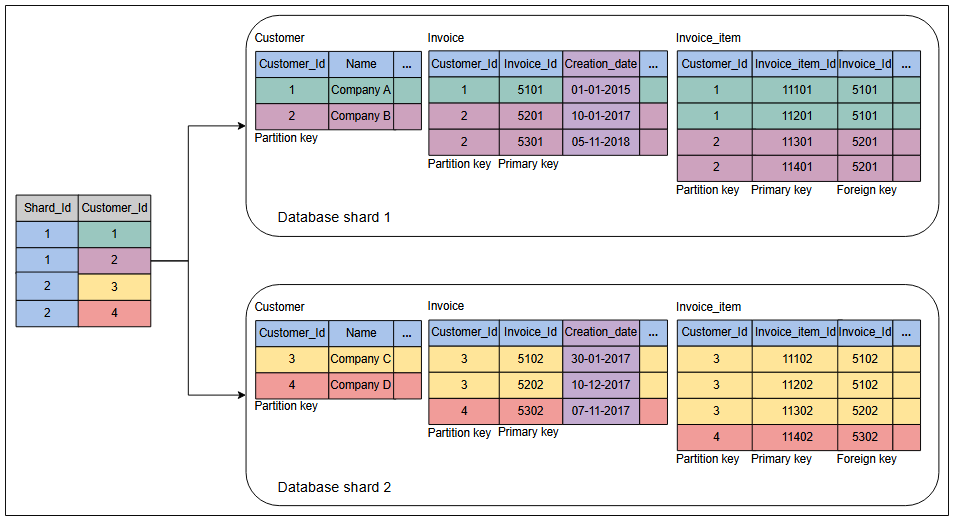 Customer
Customer_Id Name ...
1 Company A
2 Company B
Partition key
Invoice
Customer_Id Invoice_Id Creation_date ...
1 5101 01-01-2015
2 5201 10-01-2017
2 5301 05-11-2018
Partition key Primary key
Invoice_item
Customer_Id Invoice_item_Id Invoice_Id ...
1 11101 5101
1 11201 5101
2 11301 5201
2 11401 5201
Partition key Primary key Foreign key
Database shard 1
Shard_Id Customer_Id
1 1
1 2
2 3
2 4
Customer
Customer_Id Name ...
3 Company C
4 Company D
Partition key
Invoice
Customer_Id Invoice_Id Creation_date ...
3 5102 30-01-2017
3 5202 10-12-2017
4 5302 07-11-2017
Partition key Primary key
Invoice_item
Customer_Id Invoice_item_Id Invoice_Id ...
3 11102 5102
3 11202 5102
3 11302 5202
4 11402 5302
Partition key Primary key Foreign key
Database shard 2